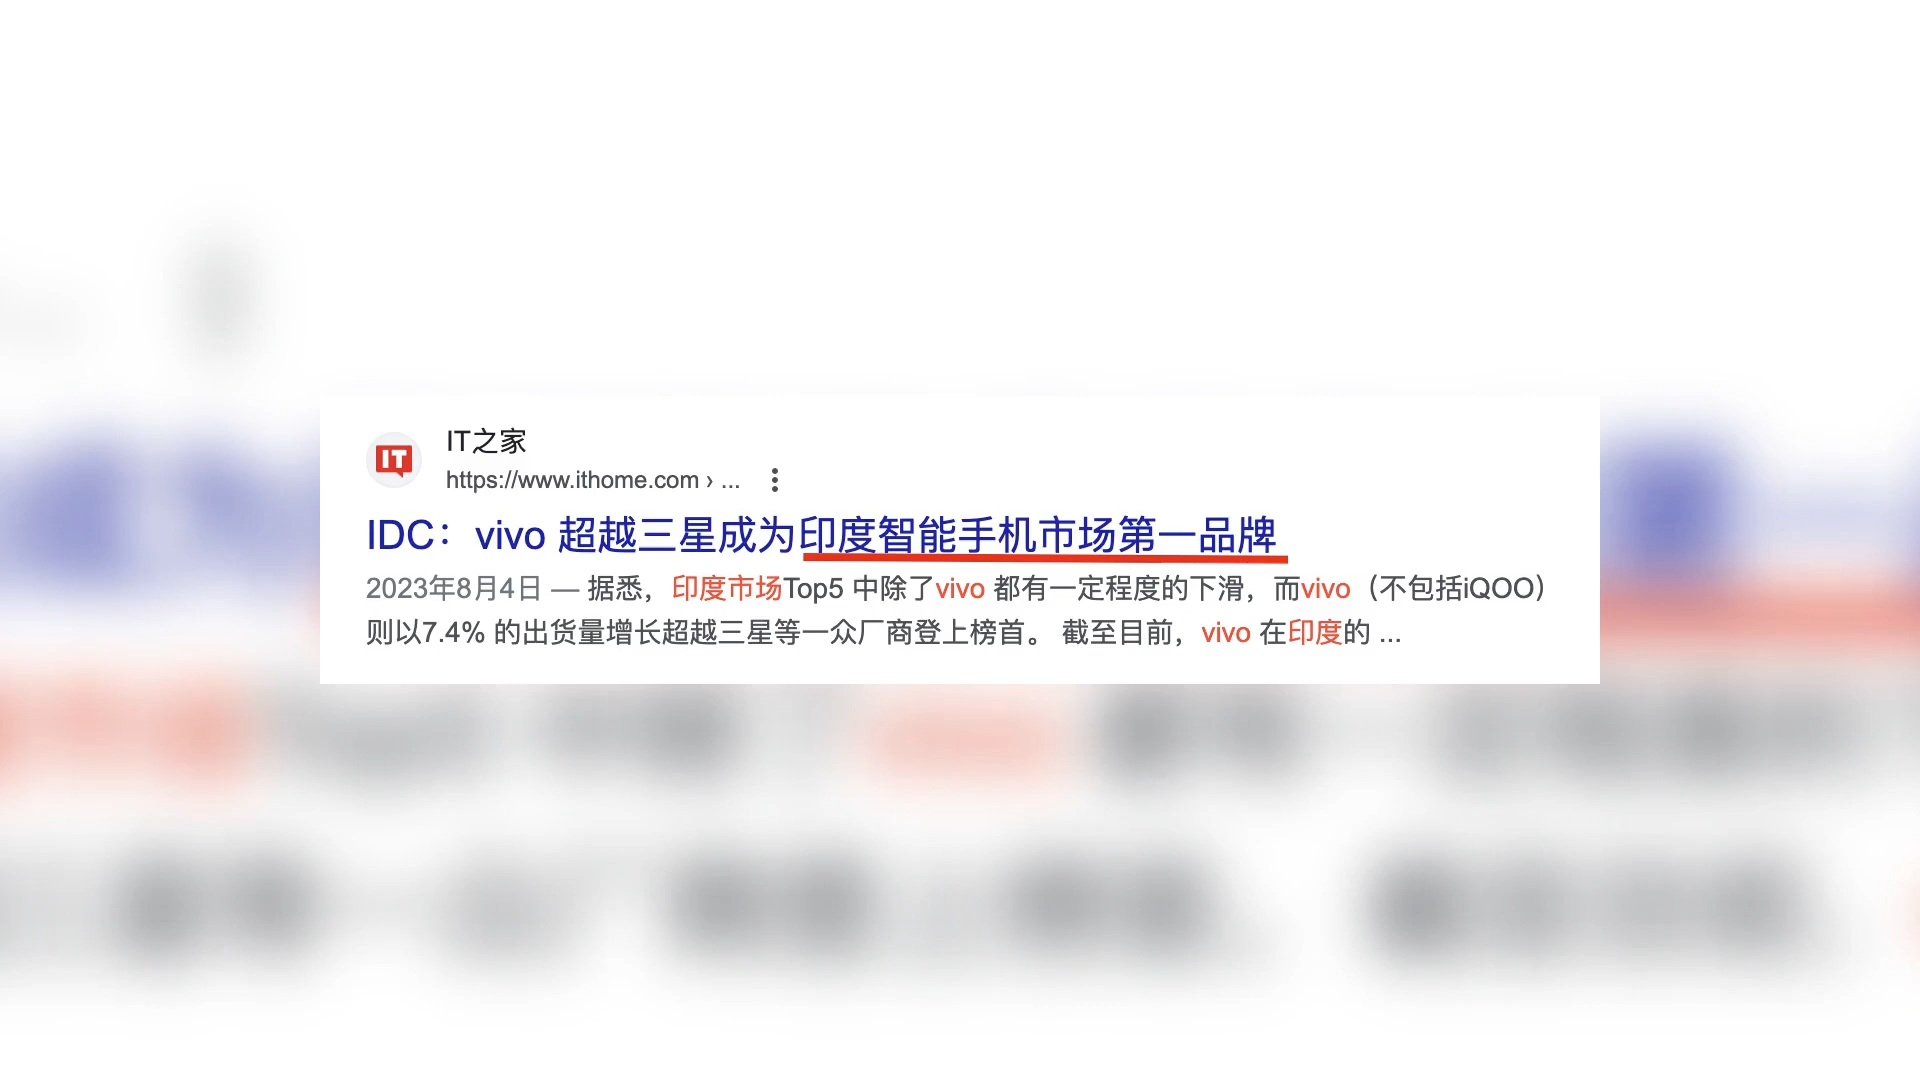 IT
IT之家
https://www.ithome.com › ...
IDC：vivo 超越三星成为印度智能手机市场第一品牌
2023年8月4日 — 据悉，印度市场Top5 中除了vivo 都有一定程度的下滑，而vivo（不包括iQOO）
则以7.4% 的出货量增长超越三星等一众厂商登上榜首。 截至目前，vivo 在印度的 ...